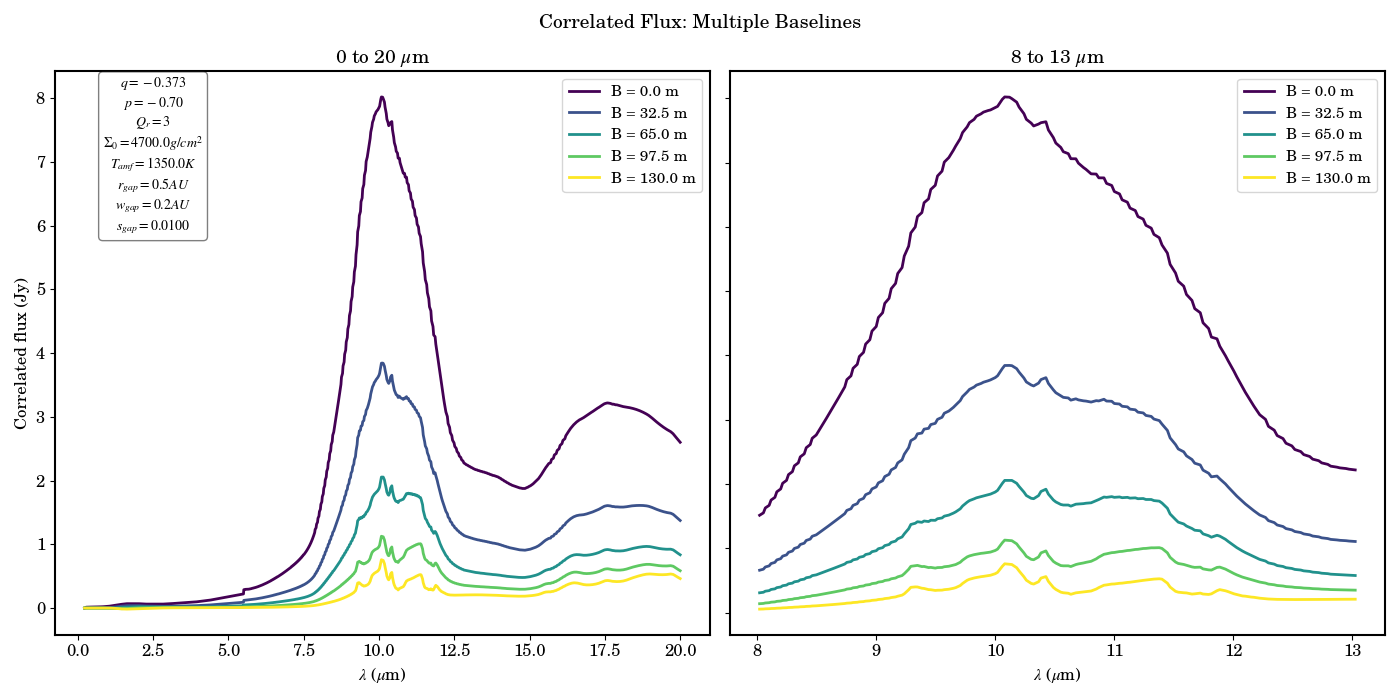 Correlated Flux: Multiple Baselines
0 to 20 μm
8 to 13 μm
q = −0.373
p = −0.70
Q_r = 3
Σ_0 = 4700.0g/cm^2
T_amf = 1350.0K
r_gap = 0.5AU
w_gap = 0.2AU
s_gap = 0.0100
B = 0.0 m
B = 32.5 m
B = 65.0 m
B = 97.5 m
B = 130.0 m
B = 0.0 m
B = 32.5 m
B = 65.0 m
B = 97.5 m
B = 130.0 m
Correlated flux (Jy)
8
7
6
5
4
3
2
1
0
0.0 2.5 5.0 7.5 10.0 12.5 15.0 17.5 20.0
8 9 10 11 12 13
λ (μm)
λ (μm)